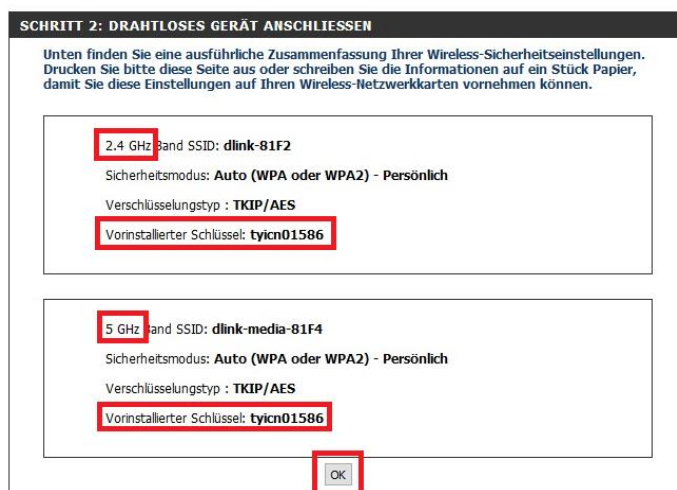 SCHRITT 2: DRAHTLOSES GERÄT ANSCHLIESSEN
Unten finden Sie eine ausführliche Zusammenfassung Ihrer Wireless-Sicherheitseinstellungen.
Drucken Sie bitte diese Seite aus oder schreiben Sie die Informationen auf ein Stück Papier,
damit Sie diese Einstellungen auf Ihren Wireless-Netzwerkkarten vornehmen können.
2.4 GHz Band SSID: dlink-81F2
Sicherheitsmodus: Auto (WPA oder WPA2) - Persönlich
Verschlüsselungstyp : TKIP/AES
Vorinstallierter Schlüssel: tyicn01586
5 GHz Band SSID: dlink-media-81F4
Sicherheitsmodus: Auto (WPA oder WPA2) - Persönlich
Verschlüsselungstyp : TKIP/AES
Vorinstallierter Schlüssel: tyicn01586
OK